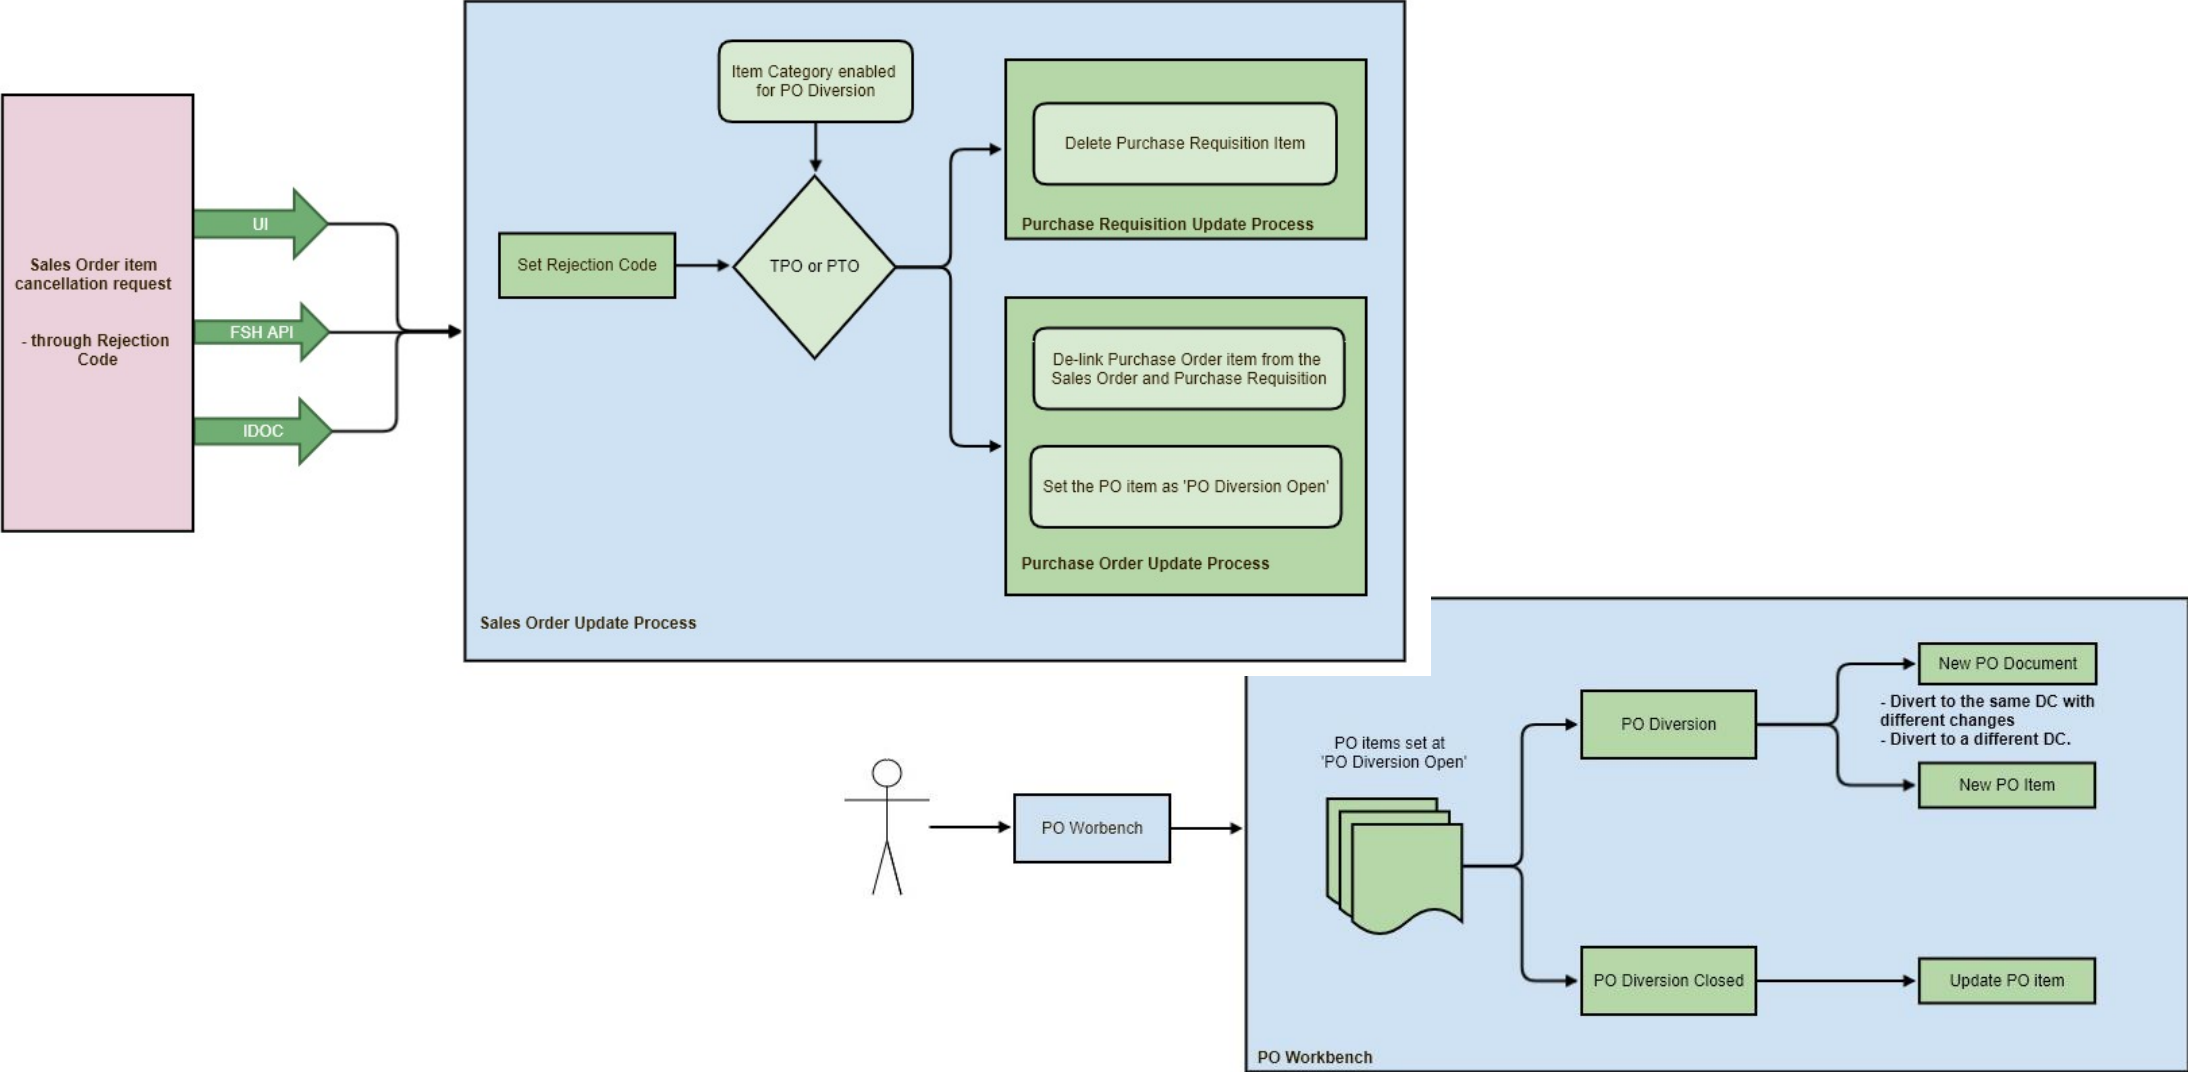 Sales Order item
cancellation request
- through Rejection
Code
UI
FSH API
IDOC
Item Category enabled
for PO Diversion
Set Rejection Code
TPO or PTO
Delete Purchase Requisition Item
Purchase Requisition Update Process
De-link Purchase Order item from the
Sales Order and Purchase Requisition
Set the PO item as 'PO Diversion Open'
Purchase Order Update Process
Sales Order Update Process
PO Worbench
PO items set at
'PO Diversion Open'
PO Diversion
New PO Document
- Divert to the same DC with
different changes
- Divert to a different DC.
New PO Item
PO Diversion Closed
Update PO item
PO Workbench